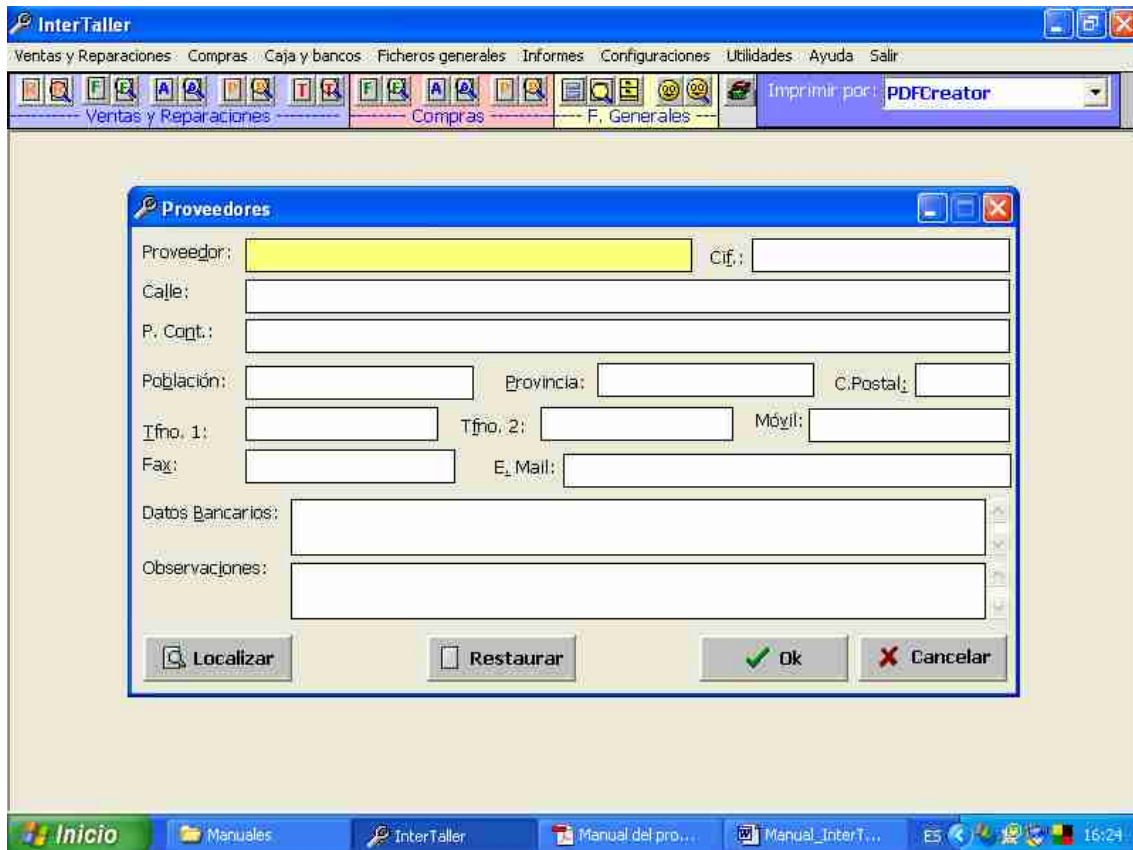 InterTaller
Ventas y Reparaciones Compras Caja y bancos Ficheros generales Informes Configuraciones Utilidades Ayuda Salir
R F F A A P P T T F F A A P P Imprimir por: PDFCreator
---------- Ventas y Reparaciones --------- -------- Compras -------- ---- F. Generales ---
Proveedores
Proveedor: Cif.:
Calle:
P. Cont.:
Población: Provincia: C.Postal:
Tfno. 1: Tfno. 2: Móvil:
Fax: E. Mail:
Datos Bancarios:
Observaciones:
Localizar Restaurar Ok Cancelar
Inicio Manuales InterTaller Manual del pro... Manual_InterT... ES 16:24